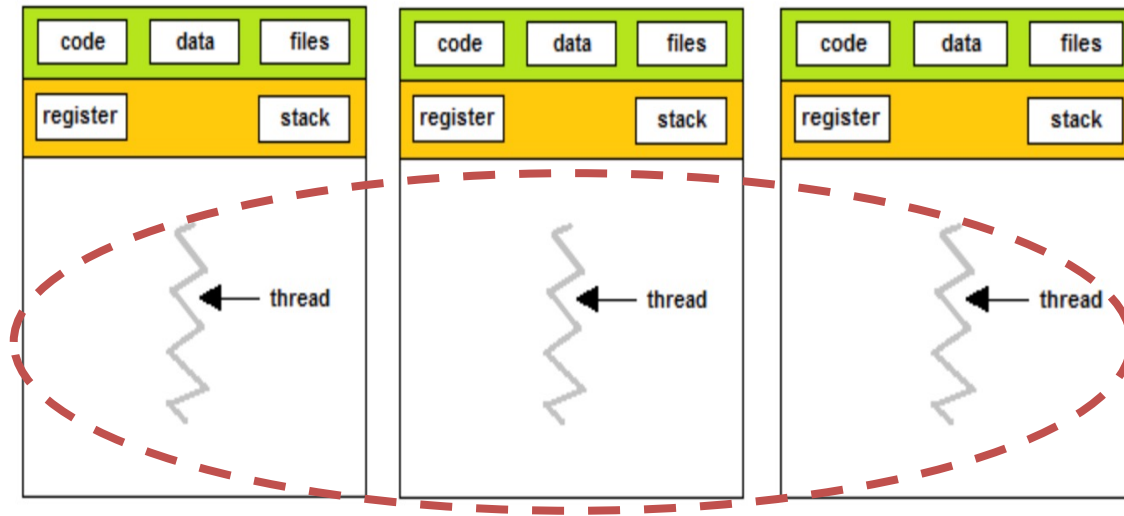 code data files code data files code data files
register stack register stack register stack
thread thread thread